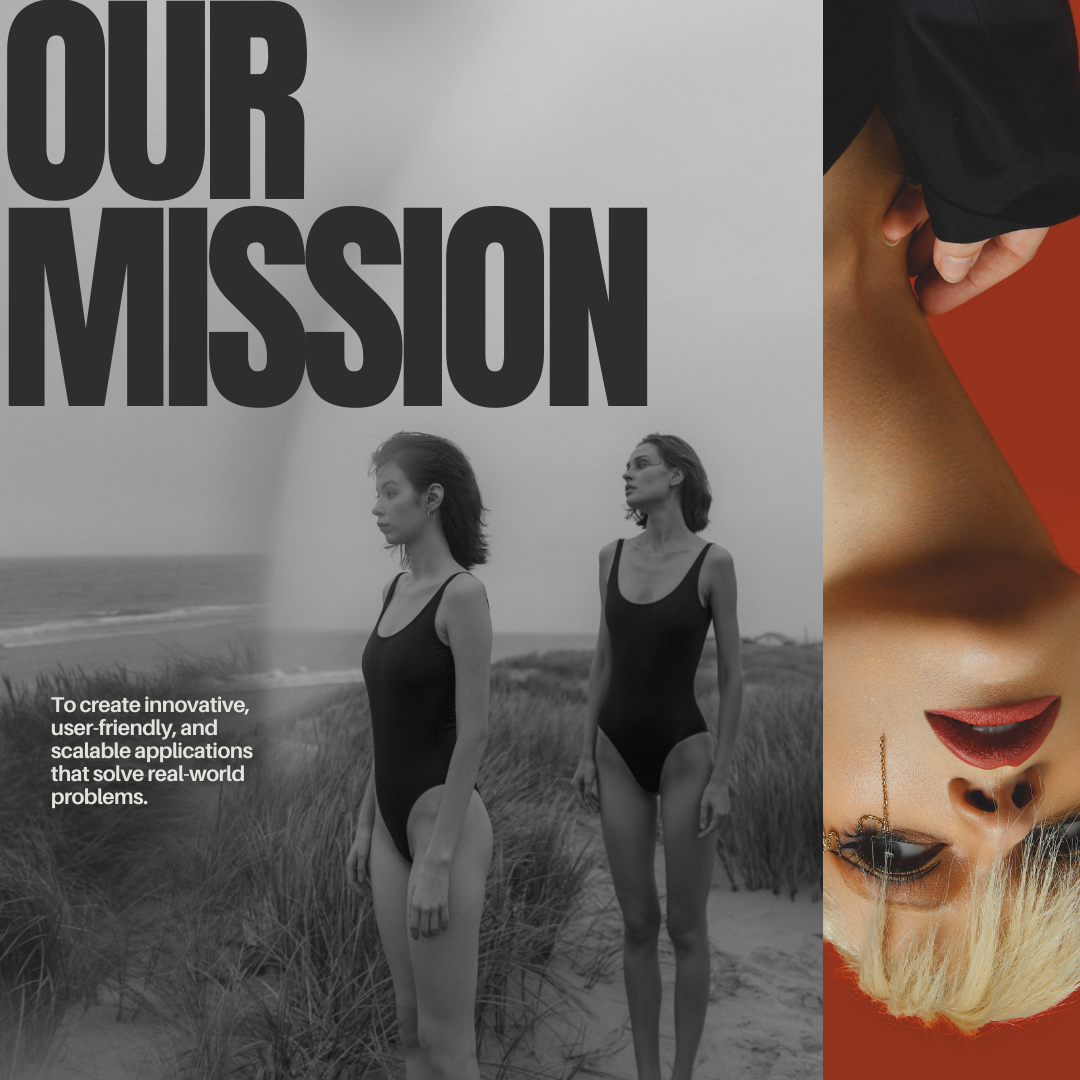 OUR
MISSION
To create innovative,
user-friendly, and
scalable applications
that solve real-world
problems.